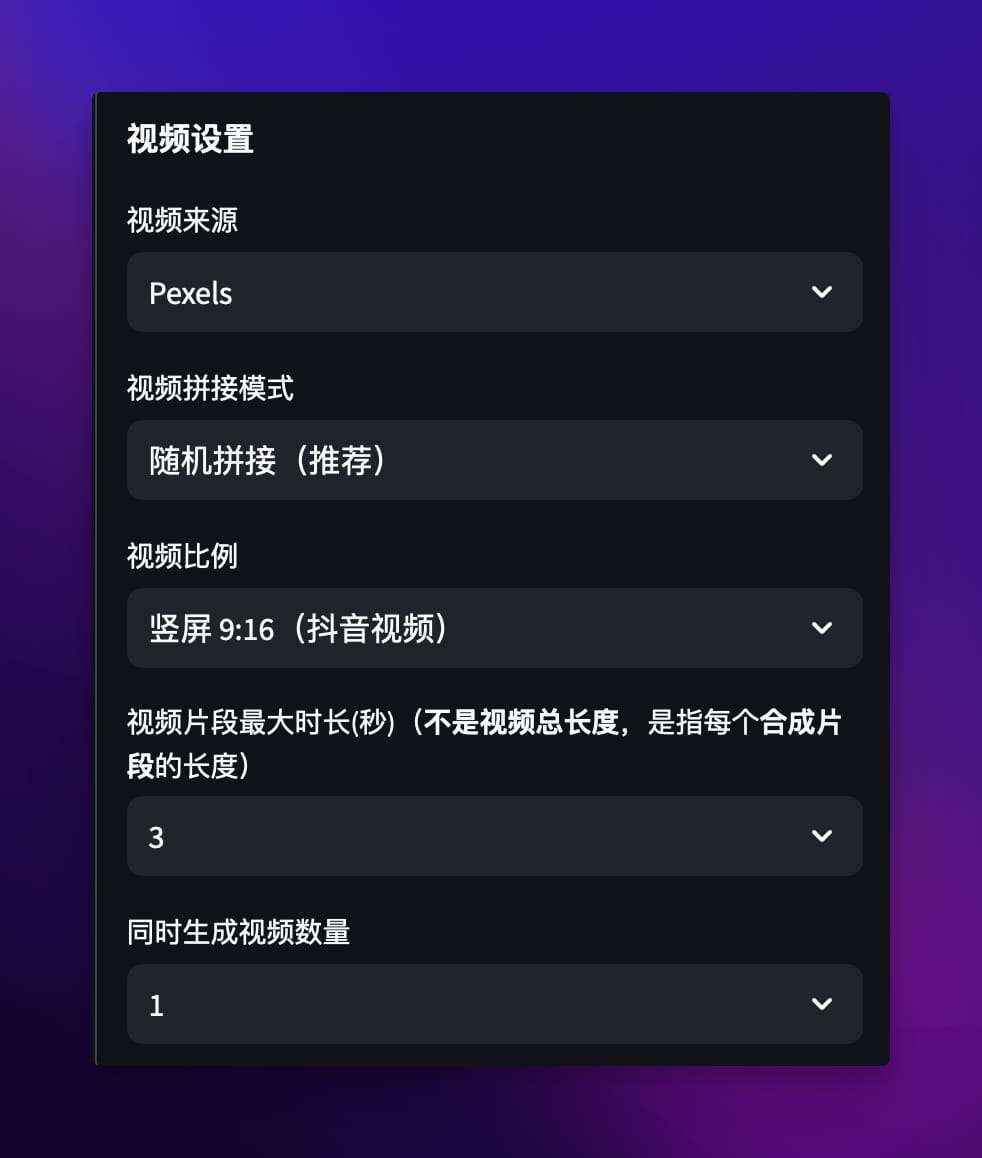 视频设置
视频来源
Pexels
视频拼接模式
随机拼接（推荐）
视频比例
竖屏 9:16（抖音视频）
视频片段最大时长(秒)（不是视频总长度，是指每个合成片
段的长度）
3
同时生成视频数量
1